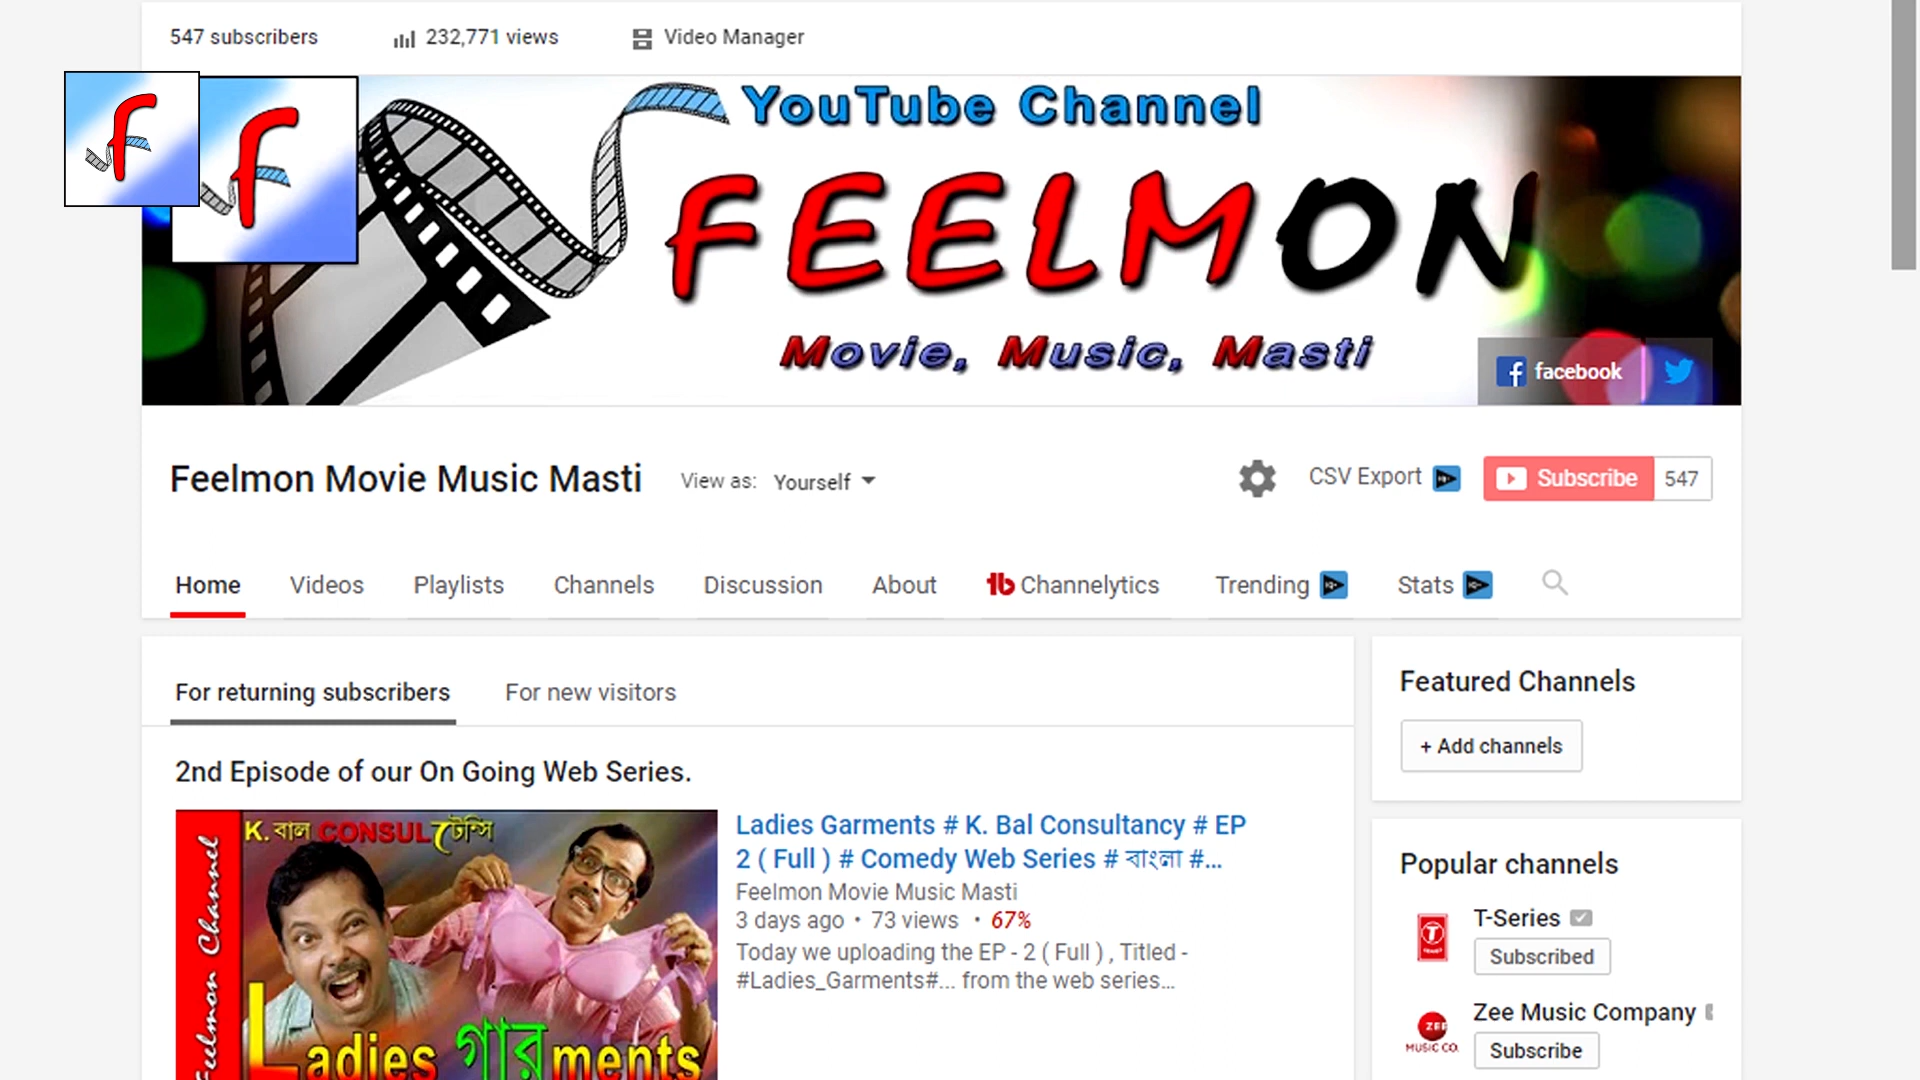 547 subscribers
232,771 views
Video Manager
YouTube Channel
FEELMON
Movie, Music, Masti
facebook
Feelmon Movie Music Masti
View as: Yourself
CSV Export
Subscribe 547
Home
Videos
Playlists
Channels
Discussion
About
Channelytics
Trending
Stats
For returning subscribers
For new visitors
2nd Episode of our On Going Web Series.
Feelmon Channel
K. বাল CONSULটেন্সি
Ladies গারments
Ladies Garments # K. Bal Consultancy # EP
2 ( Full ) # Comedy Web Series # বাংলা #...
Feelmon Movie Music Masti
3 days ago • 73 views • 67%
Today we uploading the EP - 2 ( Full ) , Titled -
#Ladies_Garments#... from the web series...
Featured Channels
+ Add channels
Popular channels
T-Series
Subscribed
ZEE
MUSIC CO.
Zee Music Company
Subscribe